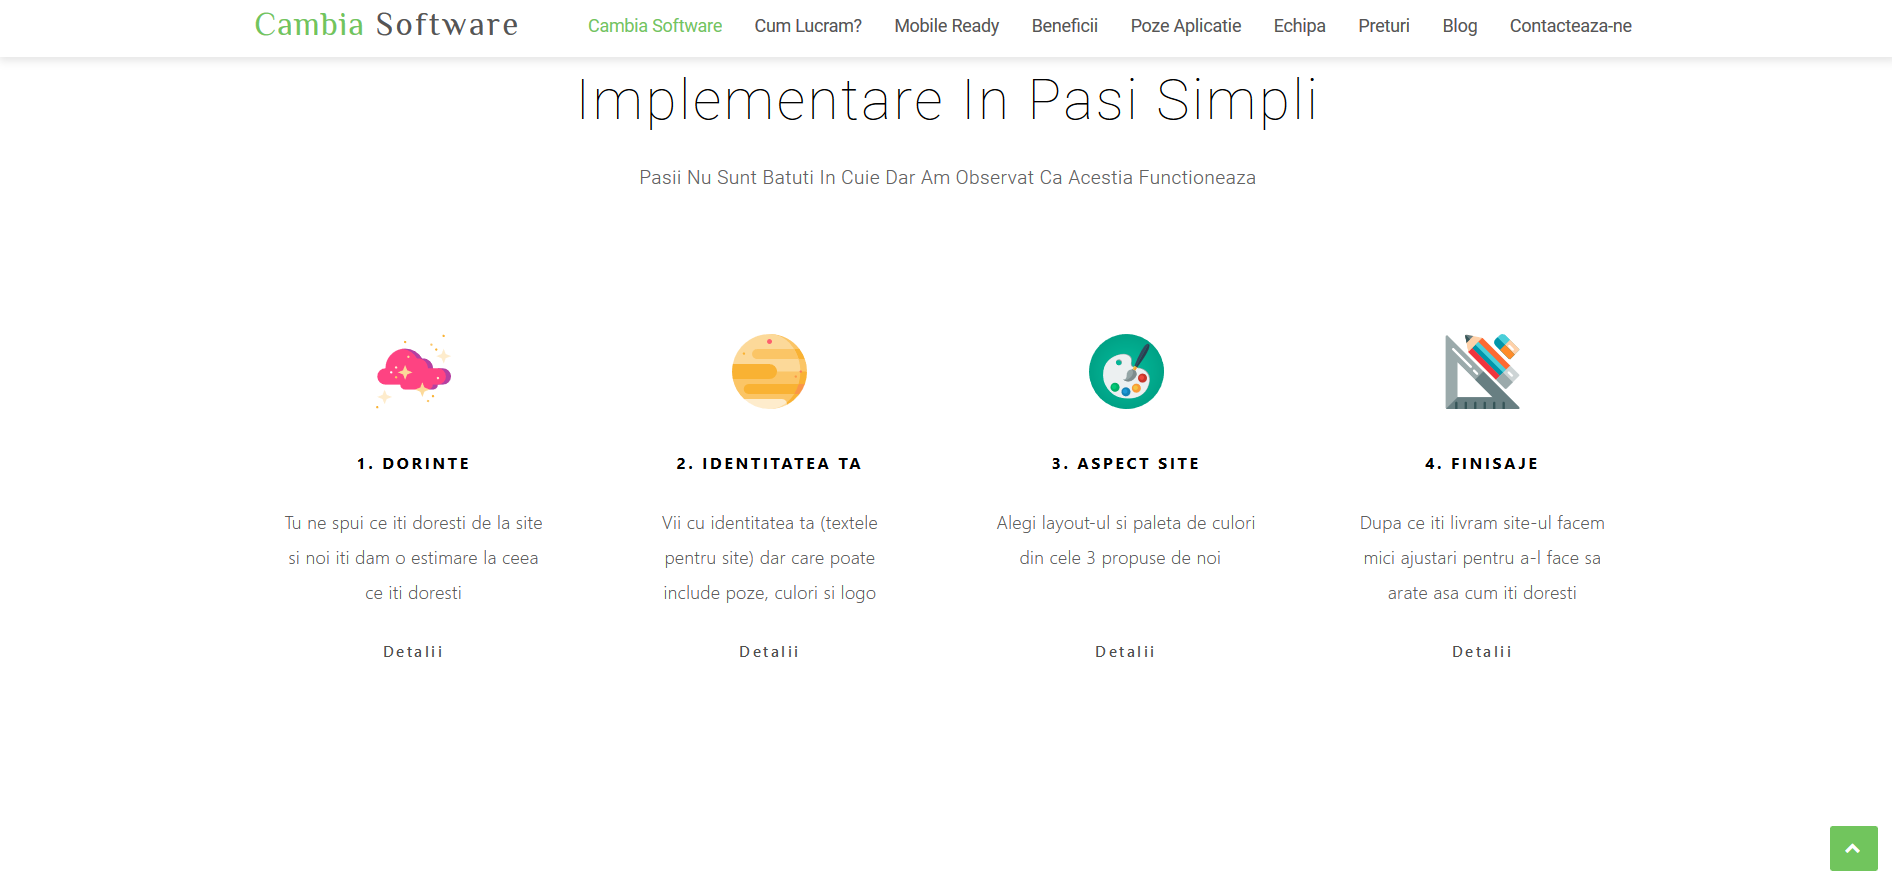 Cambia Software
Cambia Software Cum Lucram? Mobile Ready Beneficii Poze Aplicatie Echipa Preturi Blog Contacteaza-ne
Implementare In Pasi Simpli
Pasii Nu Sunt Batuti In Cuie Dar Am Observat Ca Acestia Functioneaza
1. DORINTE
Tu ne spui ce iti doresti de la site
si noi iti dam o estimare la ceea
ce iti doresti
Detalii
2. IDENTITATEA TA
Vii cu identitatea ta (textele
pentru site) dar care poate
include poze, culori si logo
Detalii
3. ASPECT SITE
Alegi layout-ul si paleta de culori
din cele 3 propuse de noi
Detalii
4. FINISAJE
Dupa ce iti livram site-ul facem
mici ajustari pentru a-l face sa
arate asa cum iti doresti
Detalii